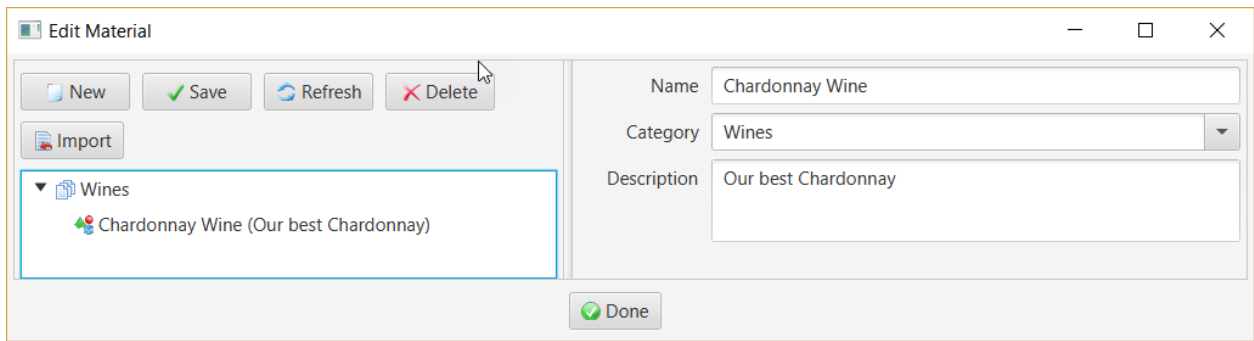 Edit Material
New Save Refresh Delete
Import
Wines
Chardonnay Wine (Our best Chardonnay)
Name Chardonnay Wine
Category Wines
Description Our best Chardonnay
Done